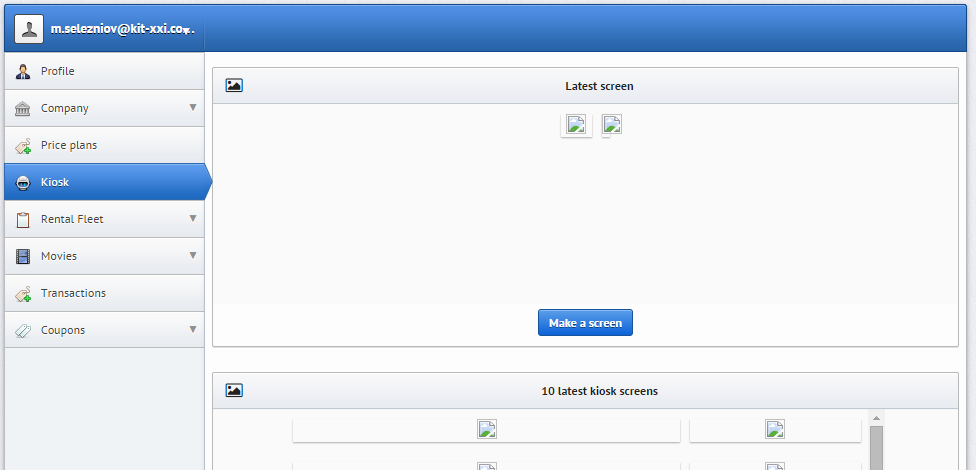 m.selezniov@kit-xxi.co...
Profile
Company
Price plans
Kiosk
Rental Fleet
Movies
Transactions
Coupons
Latest screen
Make a screen
10 latest kiosk screens